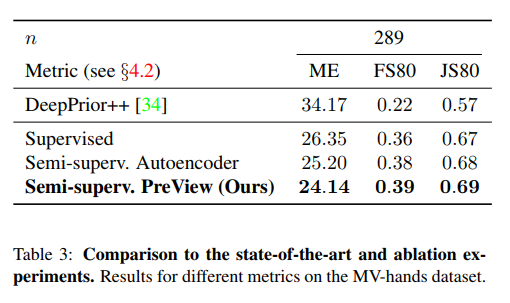 n 289
Metric (see §4.2) ME FS80 JS80
DeepPrior++ [34] 34.17 0.22 0.57
Supervised 26.35 0.36 0.67
Semi-superv. Autoencoder 25.20 0.38 0.68
Semi-superv. PreView (Ours) 24.14 0.39 0.69
Table 3: Comparison to the state-of-the-art and ablation ex-
periments. Results for different metrics on the MV-hands dataset.